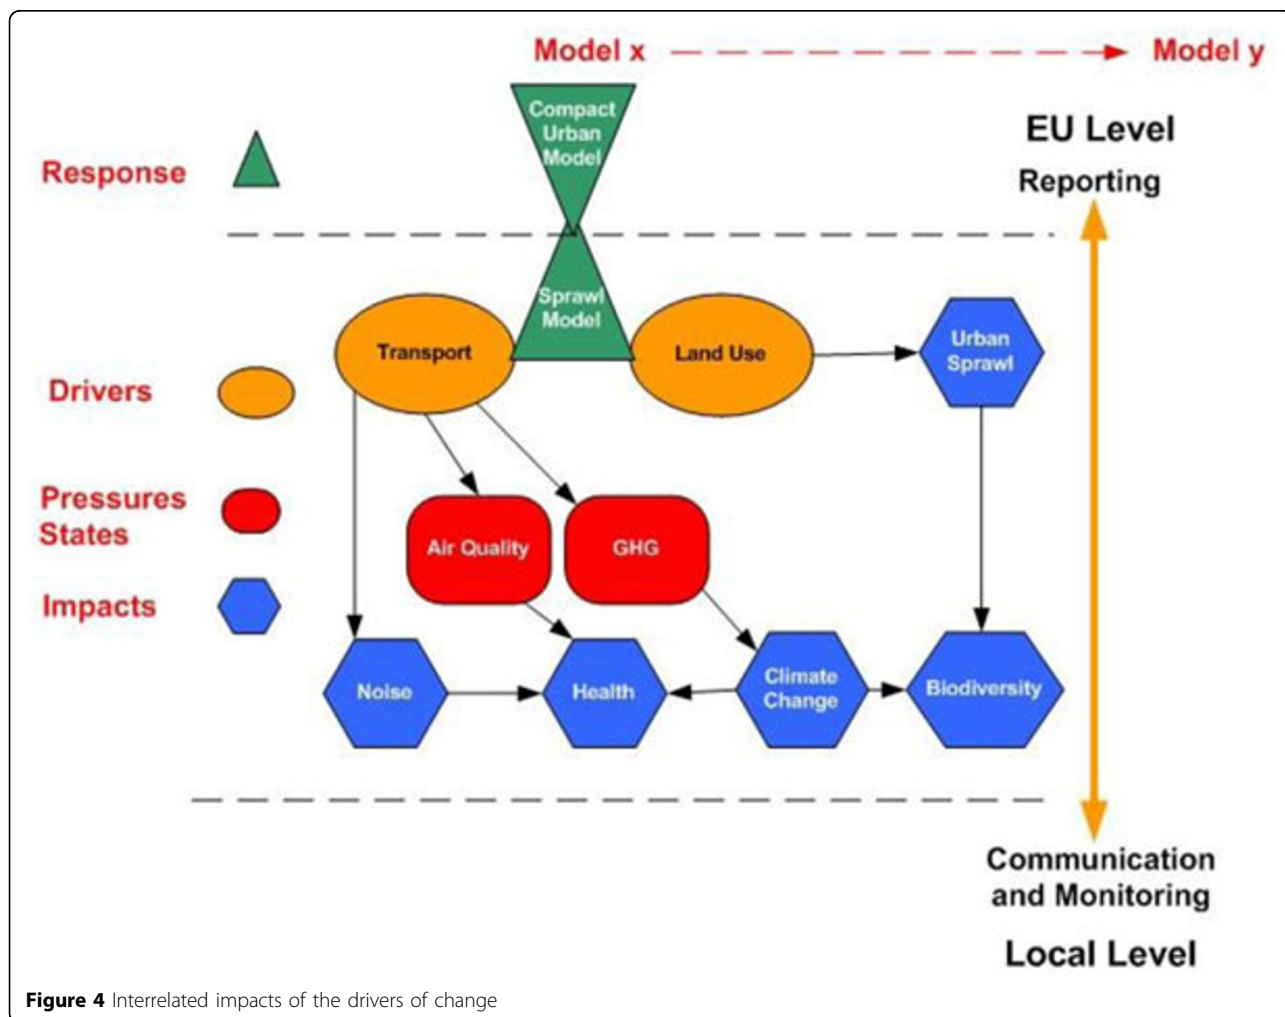 Model x
Model y
Compact
Urban
Model
EU Level
Reporting
Response
Sprawl
Model
Transport
Land Use
Urban
Sprawl
Drivers
Pressures
States
Air Quality
GHG
Impacts
Noise
Health
Climate
Change
Biodiversity
Communication
and Monitoring
Local Level
Figure 4 Interrelated impacts of the drivers of change